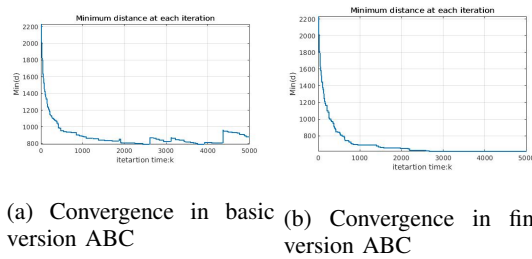 Minimum distance at each iteration
2200
2000
1800
1600
1400
1200
1000
800
Min(d)
0 1000 2000 3000 4000 5000
itetartion time:k
Minimum distance at each iteration
2200
2000
1800
1600
1400
1200
1000
800
Min(d)
0 1000 2000 3000 4000 5000
itetartion time:k
(a) Convergence in basic
version ABC
(b) Convergence in fin
version ABC